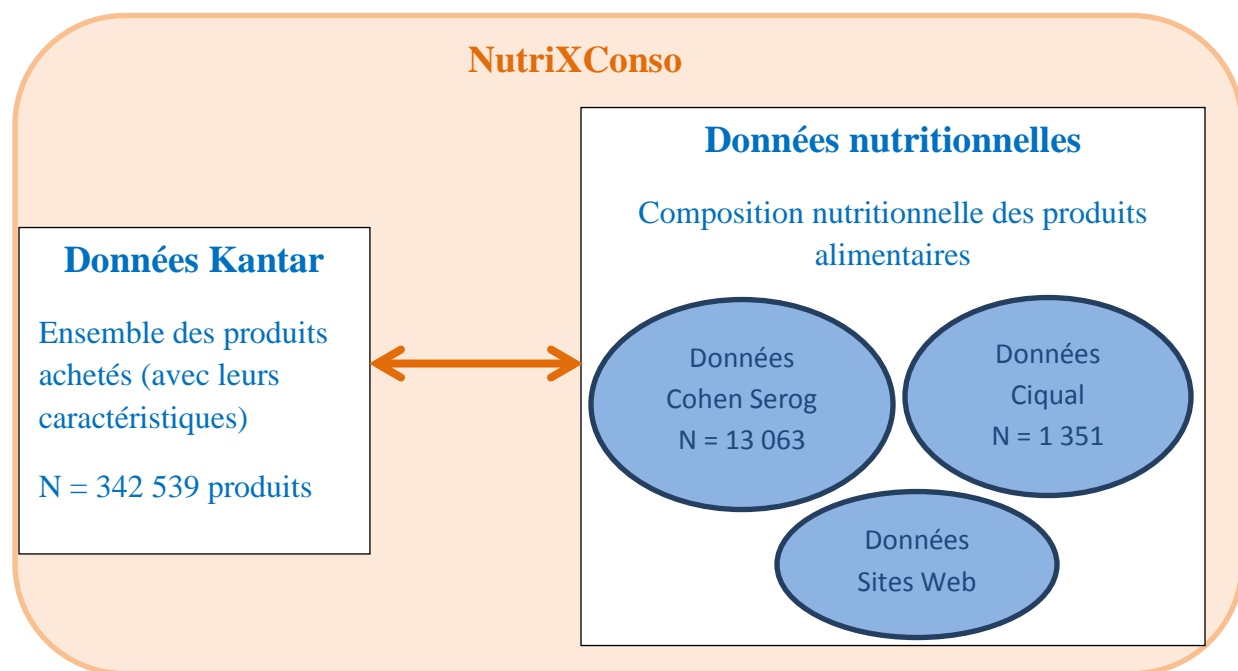 NutriXConso
Données Kantar
Ensemble des produits
achetés (avec leurs
caractéristiques)
N = 342 539 produits
Données nutritionnelles
Composition nutritionnelle des produits
alimentaires
Données
Cohen Serog
N = 13 063
Données
Ciqual
N = 1 351
Données
Sites Web